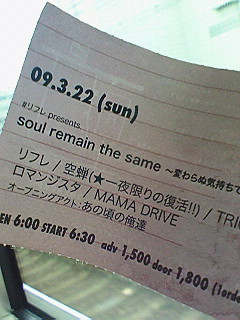 09.3.22 (sun)
#リフレ presents
soul remain the same ～変わらぬ気持ちで
リフレ / 空蝉(★一夜限りの復活!!) / TRI
ロマンジスタ / MAMA DRIVE
オープニングアクト:あの頃の俺達
EN 6:00 START 6:30 adv 1,500 door 1,800 (1orde